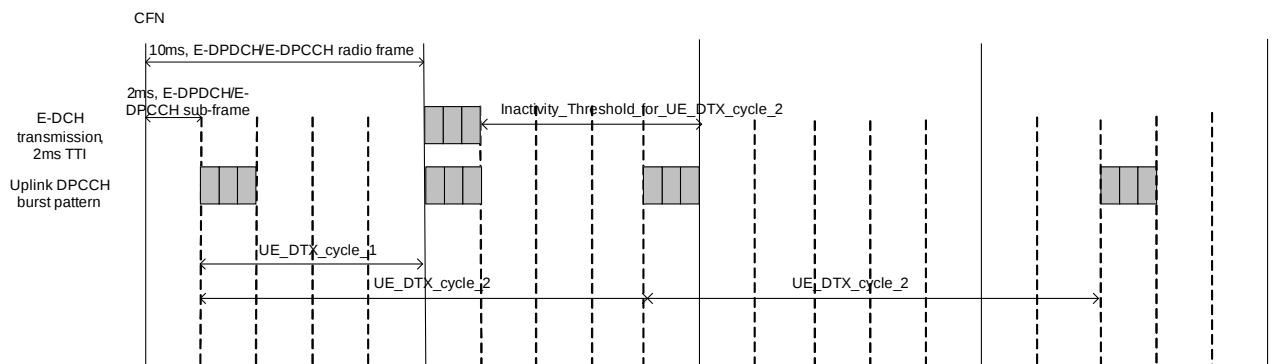 CFN
10ms, E-DPDCH/E-DPCCH radio frame
2ms, E-DPDCH/E-
DPCCH sub-frame
Inactivity_Threshold_for_UE_DTX_cycle_2
E-DCH
transmission,
2ms TTI
Uplink DPCCH
burst pattern
UE_DTX_cycle_1
UE_DTX_cycle_2
UE_DTX_cycle_2